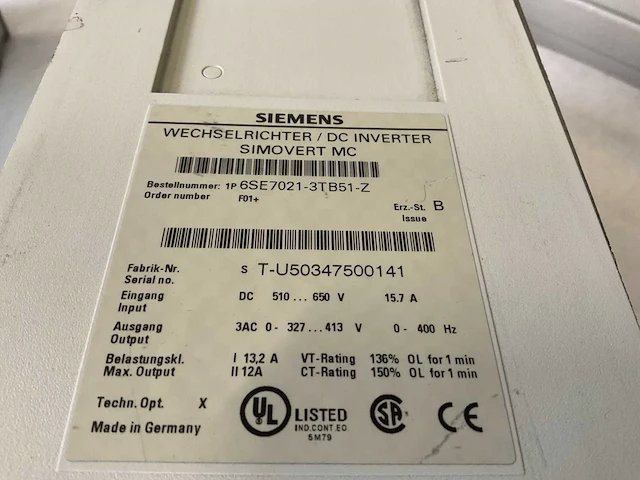 SIEMENS
WECHSELRICHTER / DC INVERTER
SIMOVERT MC
Bestellnummer: 1P 6SE7021-3TB51-Z
Order number F01+
Erz.-St. B
Issue
Fabrik-Nr. S T-U50347500141
Serial no.
Eingang DC 510 ... 650 V 15.7 A
Input
Ausgang 3AC 0 - 327 ... 413 V 0 - 400 Hz
Output
Belastungskl. I 13,2 A VT-Rating 136% OL for 1 min
Max. Output II 12A CT-Rating 150% OL for 1 min
Techn. Opt. X
Made in Germany
UL LISTED
IND.CONT.EQ.
5M79
SA
CE